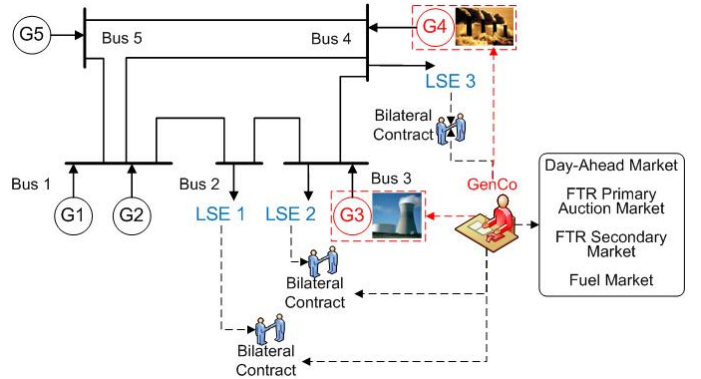 G5
Bus 5
Bus 4
G4
LSE 3
Bilateral
Contract
Bus 1
Bus 2
Bus 3
GenCo
G1
G2
LSE 1
LSE 2
G3
Day-Ahead Market
FTR Primary
Auction Market
FTR Secondary
Market
Fuel Market
Bilateral
Contract
Bilateral
Contract